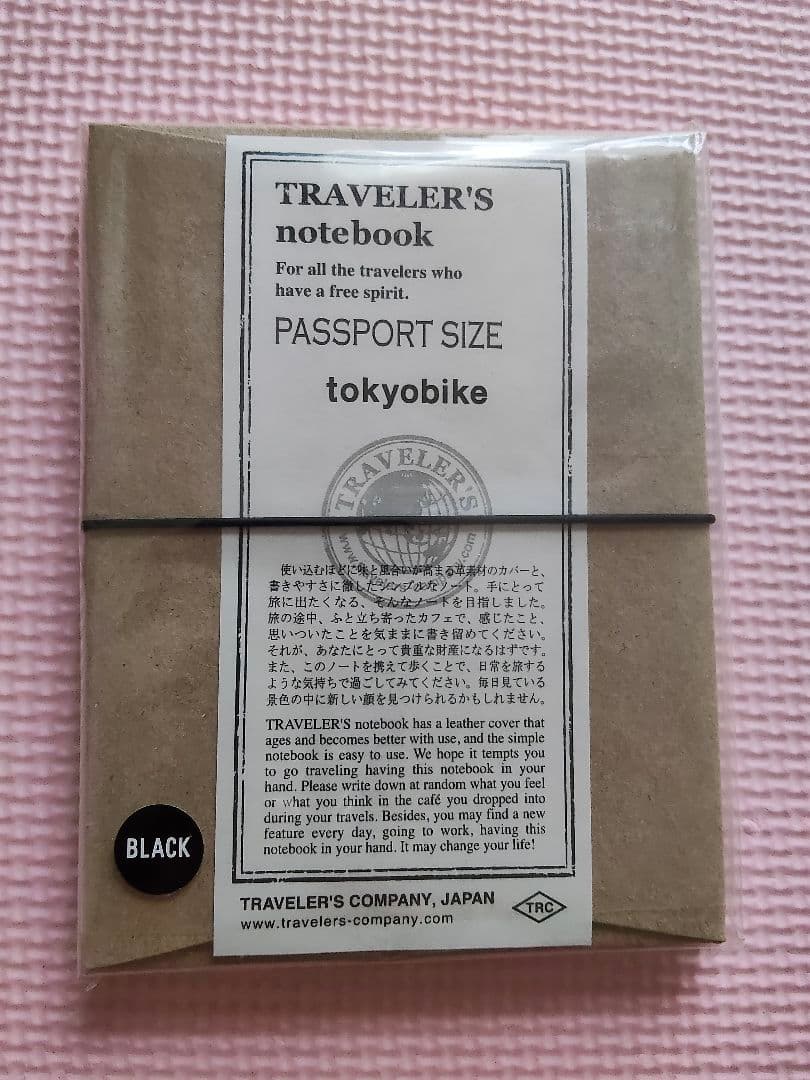 TRAVELER'S
notebook
For all the travelers who
have a free spirit.
PASSPORT SIZE
tokyobike
TRAVELER'S
使い込むほどに味と風合いが高まる革素材のカバーと、
書きやすさに徹したシンプルなノート。手にとって
旅に出たくなる、そんなノートを目指しました。
旅の途中、ふと立ち寄ったカフェで、感じたこと、
思いついたことを気ままに書き留めてください。
それが、あなたにとって貴重な財産になるはずです。
また、このノートを携えて歩くことで、日常を旅する
ような気持ちで過ごしてみてください。毎日見ている
景色の中に新しい顔を見つけられるかもしれません。
TRAVELER'S notebook has a leather cover that
ages and becomes better with use, and the simple
notebook is easy to use. We hope it tempts you
to go traveling having this notebook in your
hand. Please write down at random what you feel
or what you think in the café you dropped into
during your travels. Besides, you may find a new
feature every day, going to work, having this
notebook in your hand. It may change your life!
BLACK
TRAVELER'S COMPANY, JAPAN
www.travelers-company.com
TRC